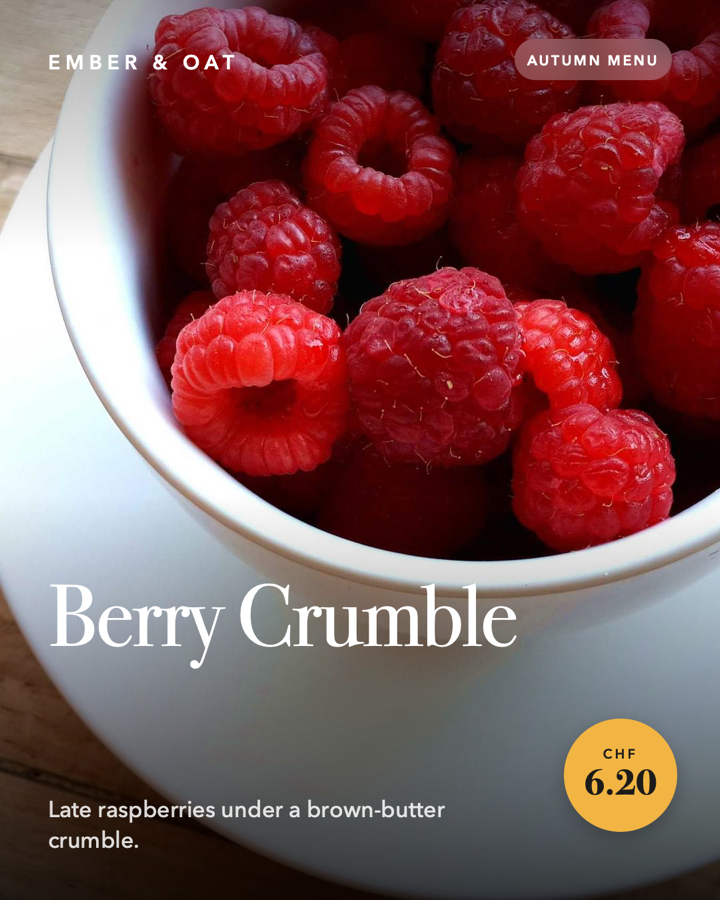 EMBER & OAT
AUTUMN MENU
Berry Crumble
CHF
6.20
Late raspberries under a brown-butter
crumble.